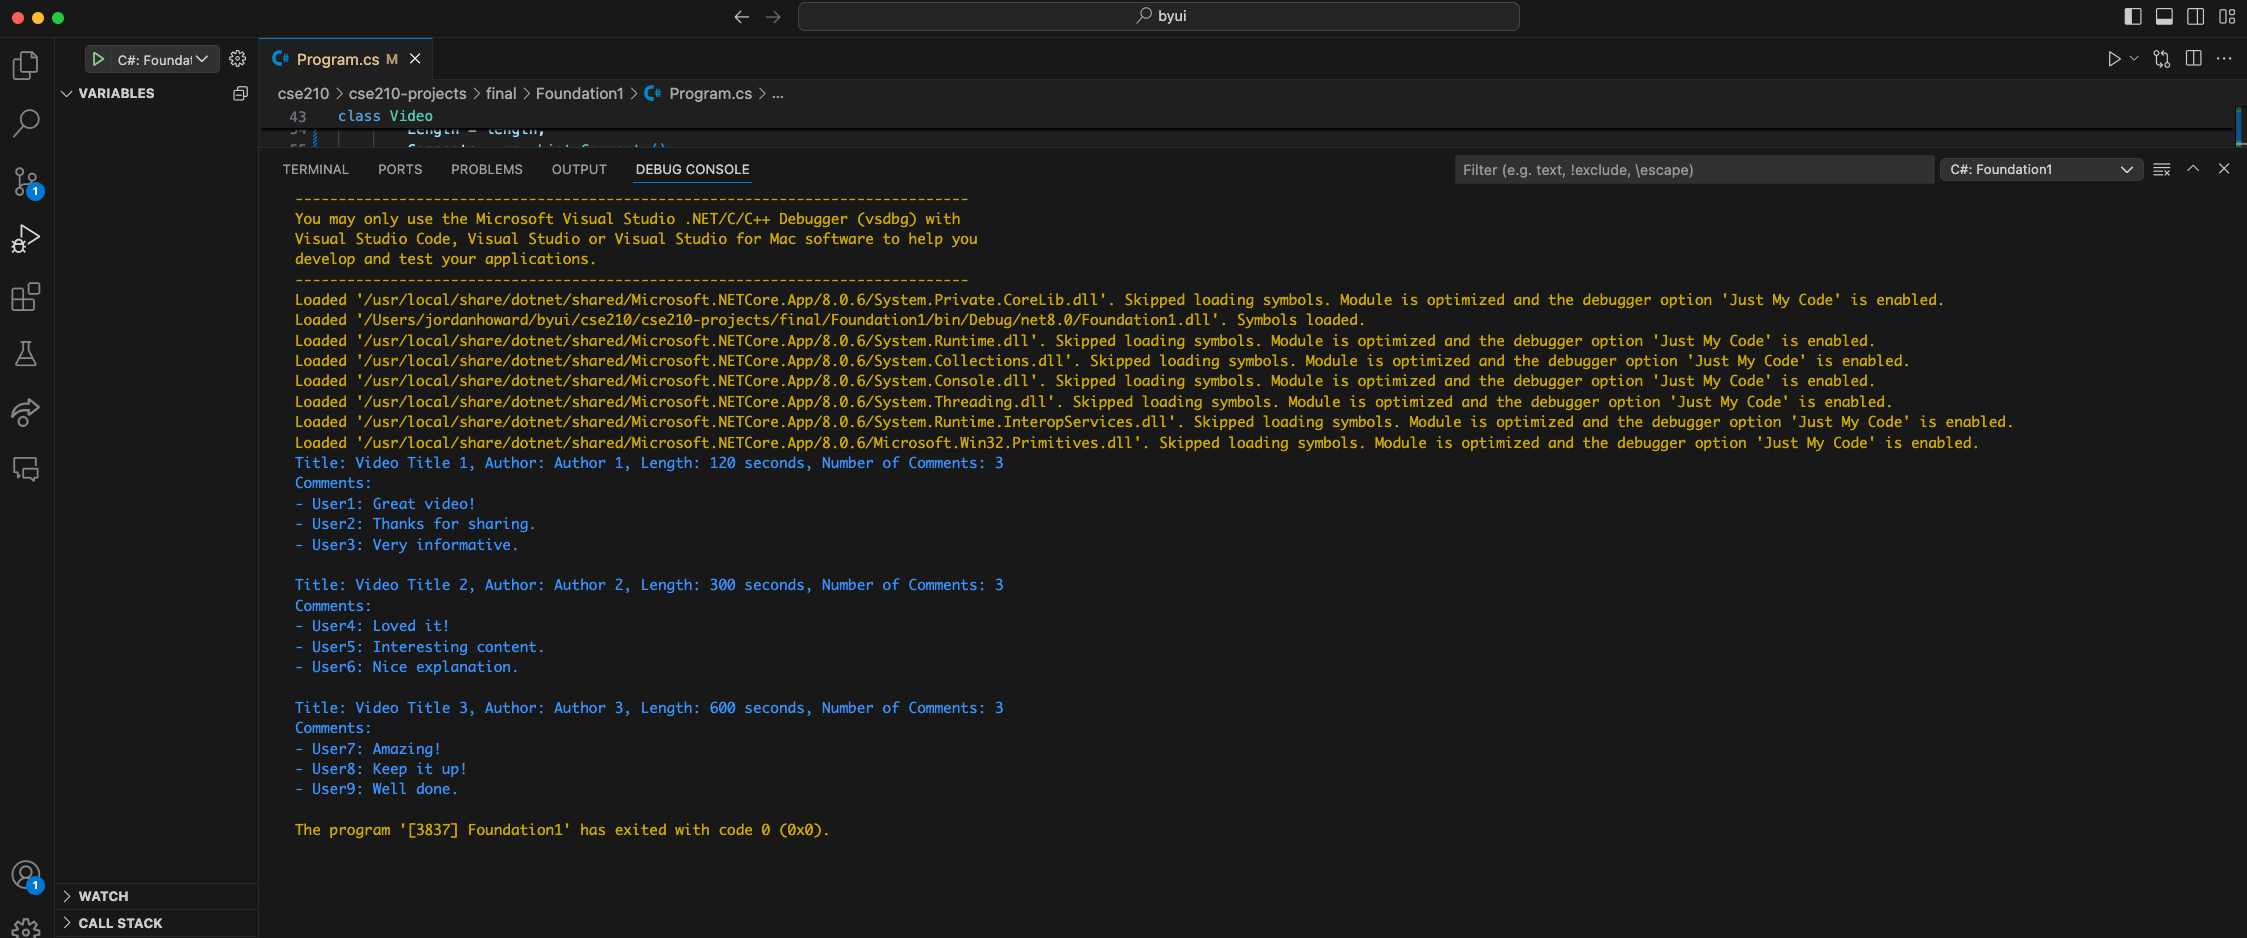 byui
C#: Foundat
Program.cs M
VARIABLES
cse210 > cse210-projects > final > Foundation1 > Program.cs > ...
43 class Video
Length = length;
TERMINAL PORTS PROBLEMS OUTPUT DEBUG CONSOLE
Filter (e.g. text, !exclude, \escape)
C#: Foundation1
------------------------------------------------------------------------------
You may only use the Microsoft Visual Studio .NET/C/C++ Debugger (vsdbg) with
Visual Studio Code, Visual Studio or Visual Studio for Mac software to help you
develop and test your applications.
------------------------------------------------------------------------------
Loaded '/usr/local/share/dotnet/shared/Microsoft.NETCore.App/8.0.6/System.Private.CoreLib.dll'. Skipped loading symbols. Module is optimized and the debugger option 'Just My Code' is enabled.
Loaded '/Users/jordanhoward/byui/cse210/cse210-projects/final/Foundation1/bin/Debug/net8.0/Foundation1.dll'. Symbols loaded.
Loaded '/usr/local/share/dotnet/shared/Microsoft.NETCore.App/8.0.6/System.Runtime.dll'. Skipped loading symbols. Module is optimized and the debugger option 'Just My Code' is enabled.
Loaded '/usr/local/share/dotnet/shared/Microsoft.NETCore.App/8.0.6/System.Collections.dll'. Skipped loading symbols. Module is optimized and the debugger option 'Just My Code' is enabled.
Loaded '/usr/local/share/dotnet/shared/Microsoft.NETCore.App/8.0.6/System.Console.dll'. Skipped loading symbols. Module is optimized and the debugger option 'Just My Code' is enabled.
Loaded '/usr/local/share/dotnet/shared/Microsoft.NETCore.App/8.0.6/System.Threading.dll'. Skipped loading symbols. Module is optimized and the debugger option 'Just My Code' is enabled.
Loaded '/usr/local/share/dotnet/shared/Microsoft.NETCore.App/8.0.6/System.Runtime.InteropServices.dll'. Skipped loading symbols. Module is optimized and the debugger option 'Just My Code' is enabled.
Loaded '/usr/local/share/dotnet/shared/Microsoft.NETCore.App/8.0.6/Microsoft.Win32.Primitives.dll'. Skipped loading symbols. Module is optimized and the debugger option 'Just My Code' is enabled.
Title: Video Title 1, Author: Author 1, Length: 120 seconds, Number of Comments: 3
Comments:
- User1: Great video!
- User2: Thanks for sharing.
- User3: Very informative.
Title: Video Title 2, Author: Author 2, Length: 300 seconds, Number of Comments: 3
Comments:
- User4: Loved it!
- User5: Interesting content.
- User6: Nice explanation.
Title: Video Title 3, Author: Author 3, Length: 600 seconds, Number of Comments: 3
Comments:
- User7: Amazing!
- User8: Keep it up!
- User9: Well done.
The program '[3837] Foundation1' has exited with code 0 (0x0).
1
1
WATCH
CALL STACK